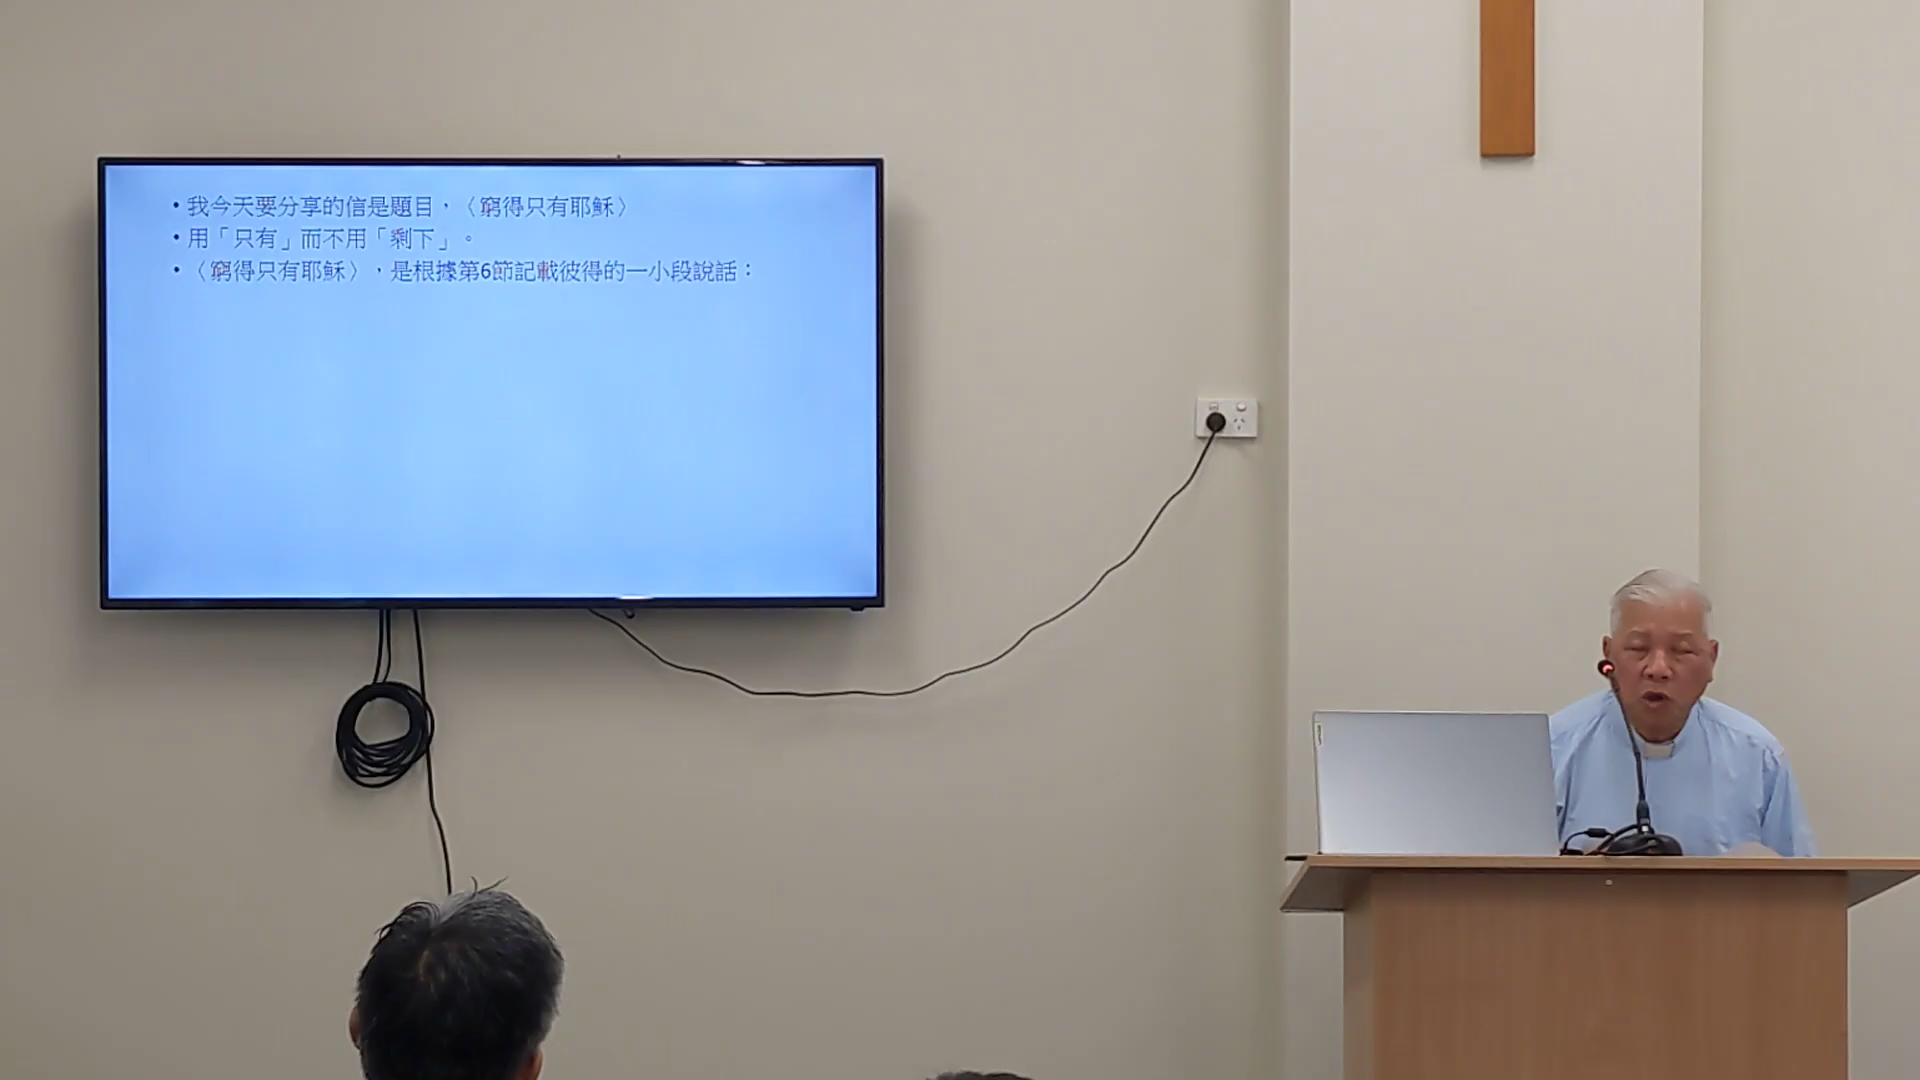 • 我今天要分享的信是題目，〈窮得只有耶穌〉
• 用「只有」而不用「剩下」。
• 〈窮得只有耶穌〉，是根據第6節記載彼得的一小段說話：